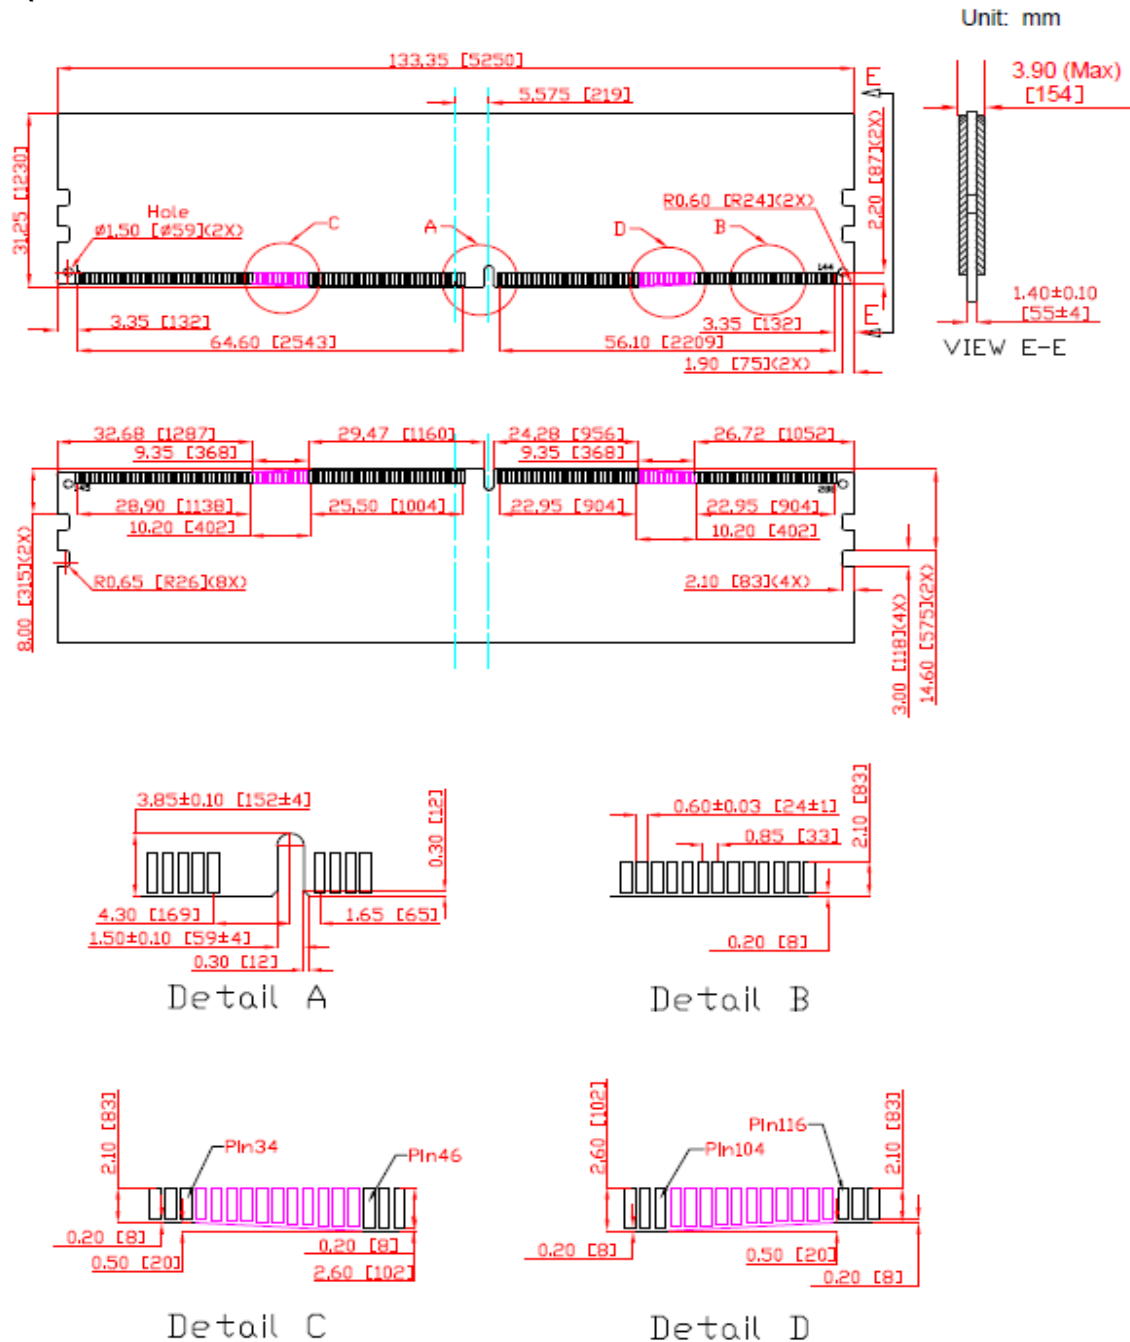 Unit: mm
133.35 [5250]
E
3.90 (Max)
[154]
5.575 [219]
31.25 [1230]
2.20 [87](2X)
Hole
Ø1.50 [Ø59](2X)
C
A
D
B
R0.60 [R24](2X)
144
1.40±0.10
[55±4]
3.35 [132]
3.35 [132]
E
64.60 [2543]
56.10 [2209]
VIEW E-E
1.90 [75](2X)
32.68 [1287]
29.47 [1160]
24.28 [956]
26.72 [1052]
9.35 [368]
9.35 [368]
145
288
28.90 [1138]
25.50 [1004]
22.95 [904]
22.95 [904]
10.20 [402]
10.20 [402]
8.00 [315](2X)
R0.65 [R26](8X)
2.10 [83](4X)
3.00 [118](4X)
14.60 [575](2X)
3.85±0.10 [152±4]
0.30 [12]
0.60±0.03 [24±1]
2.10 [83]
0.85 [33]
4.30 [169]
1.65 [65]
1.50±0.10 [59±4]
0.20 [8]
0.30 [12]
Detail A
Detail B
2.10 [83]
Pin34
Pin46
2.60 [102]
Pin104
Pin116
2.10 [83]
0.20 [8]
0.20 [8]
0.50 [20]
2.60 [102]
0.20 [8]
0.50 [20]
0.20 [8]
Detail C
Detail D